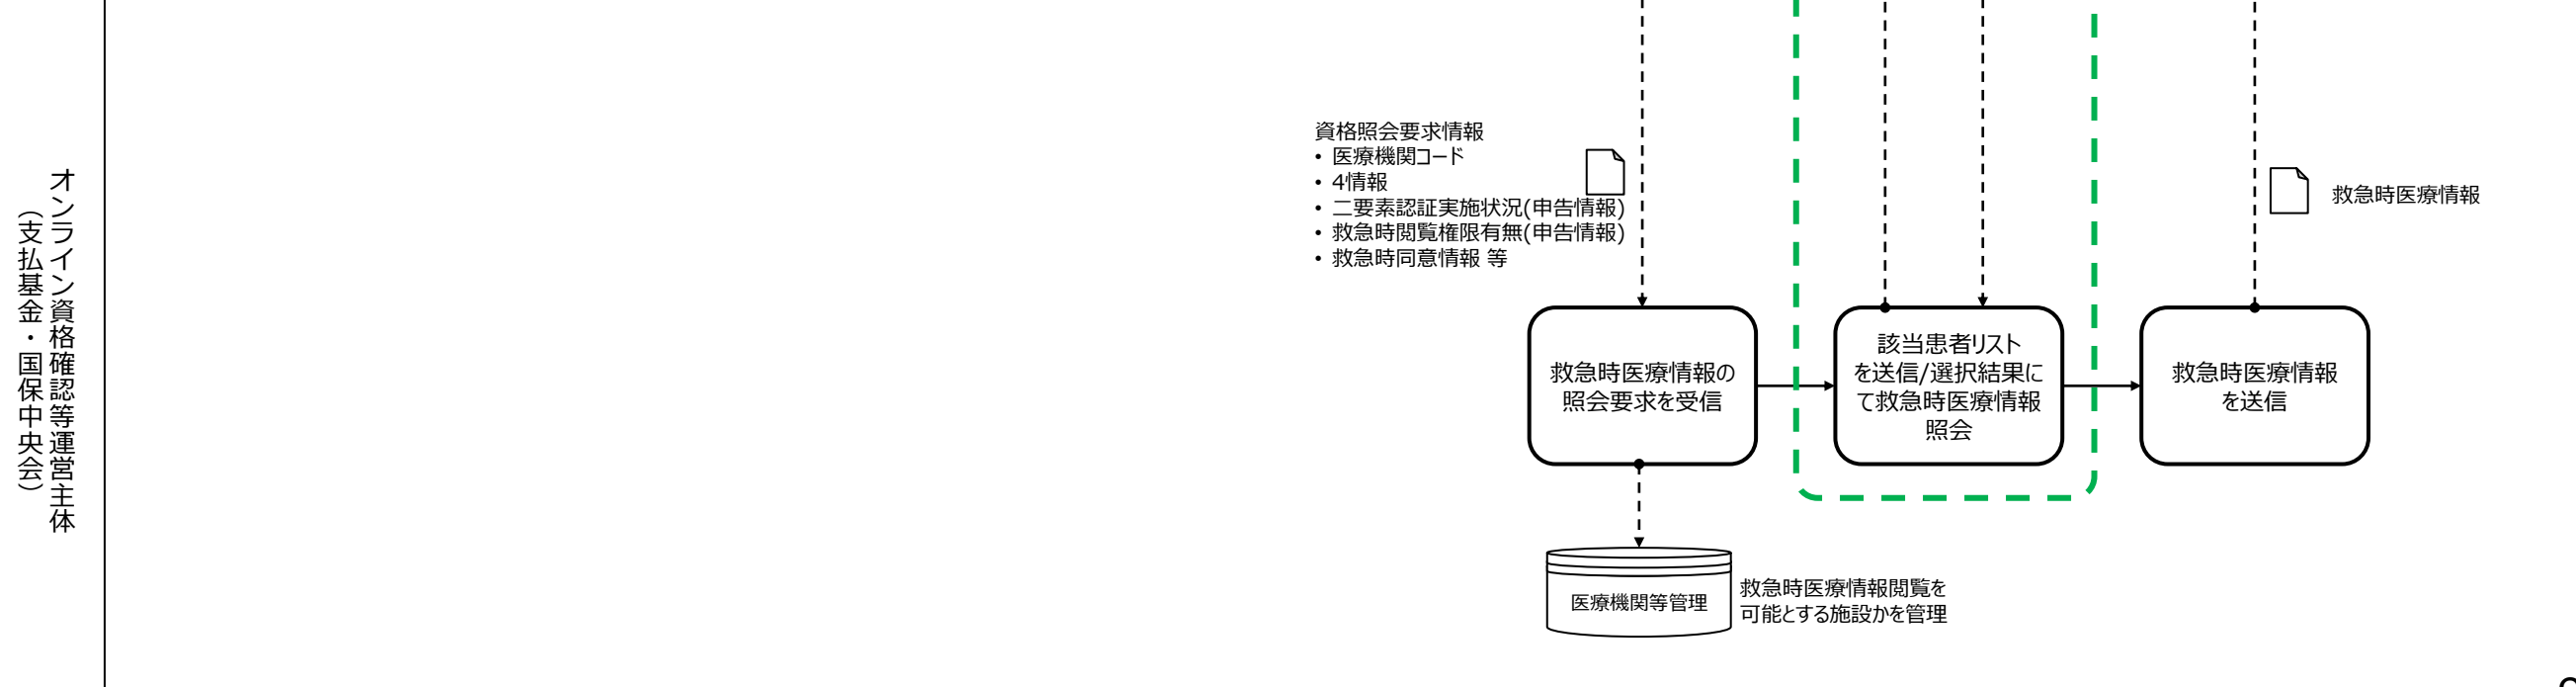 オンライン資格確認等運営主体
（支払基金・国保中央会）
資格照会要求情報
• 医療機関コード
• 4情報
• 二要素認証実施状況(申告情報)
• 救急時閲覧権限有無(申告情報)
• 救急時同意情報 等
救急時医療情報
救急時医療情報の
照会要求を受信
該当患者リスト
を送信/選択結果に
て救急時医療情報
照会
救急時医療情報
を送信
医療機関等管理
救急時医療情報閲覧を
可能とする施設かを管理